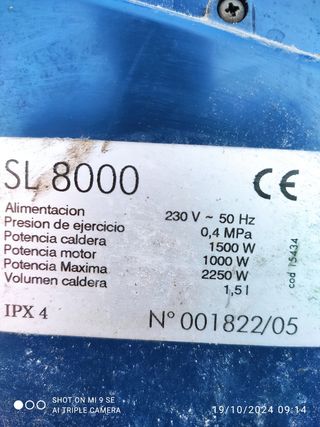 SL 8000 CE
Alimentacion 230 V ~ 50 Hz
Presion de ejercicio 0,4 MPa
Potencia caldera 1500 W
Potencia motor 1000 W
Potencia Maxima 2250 W
Volumen caldera 1,5 l
cod 15434
IPX 4 N° 001822/05
SHOT ON MI 9 SE
AI TRIPLE CAMERA
19/10/2024 09:14